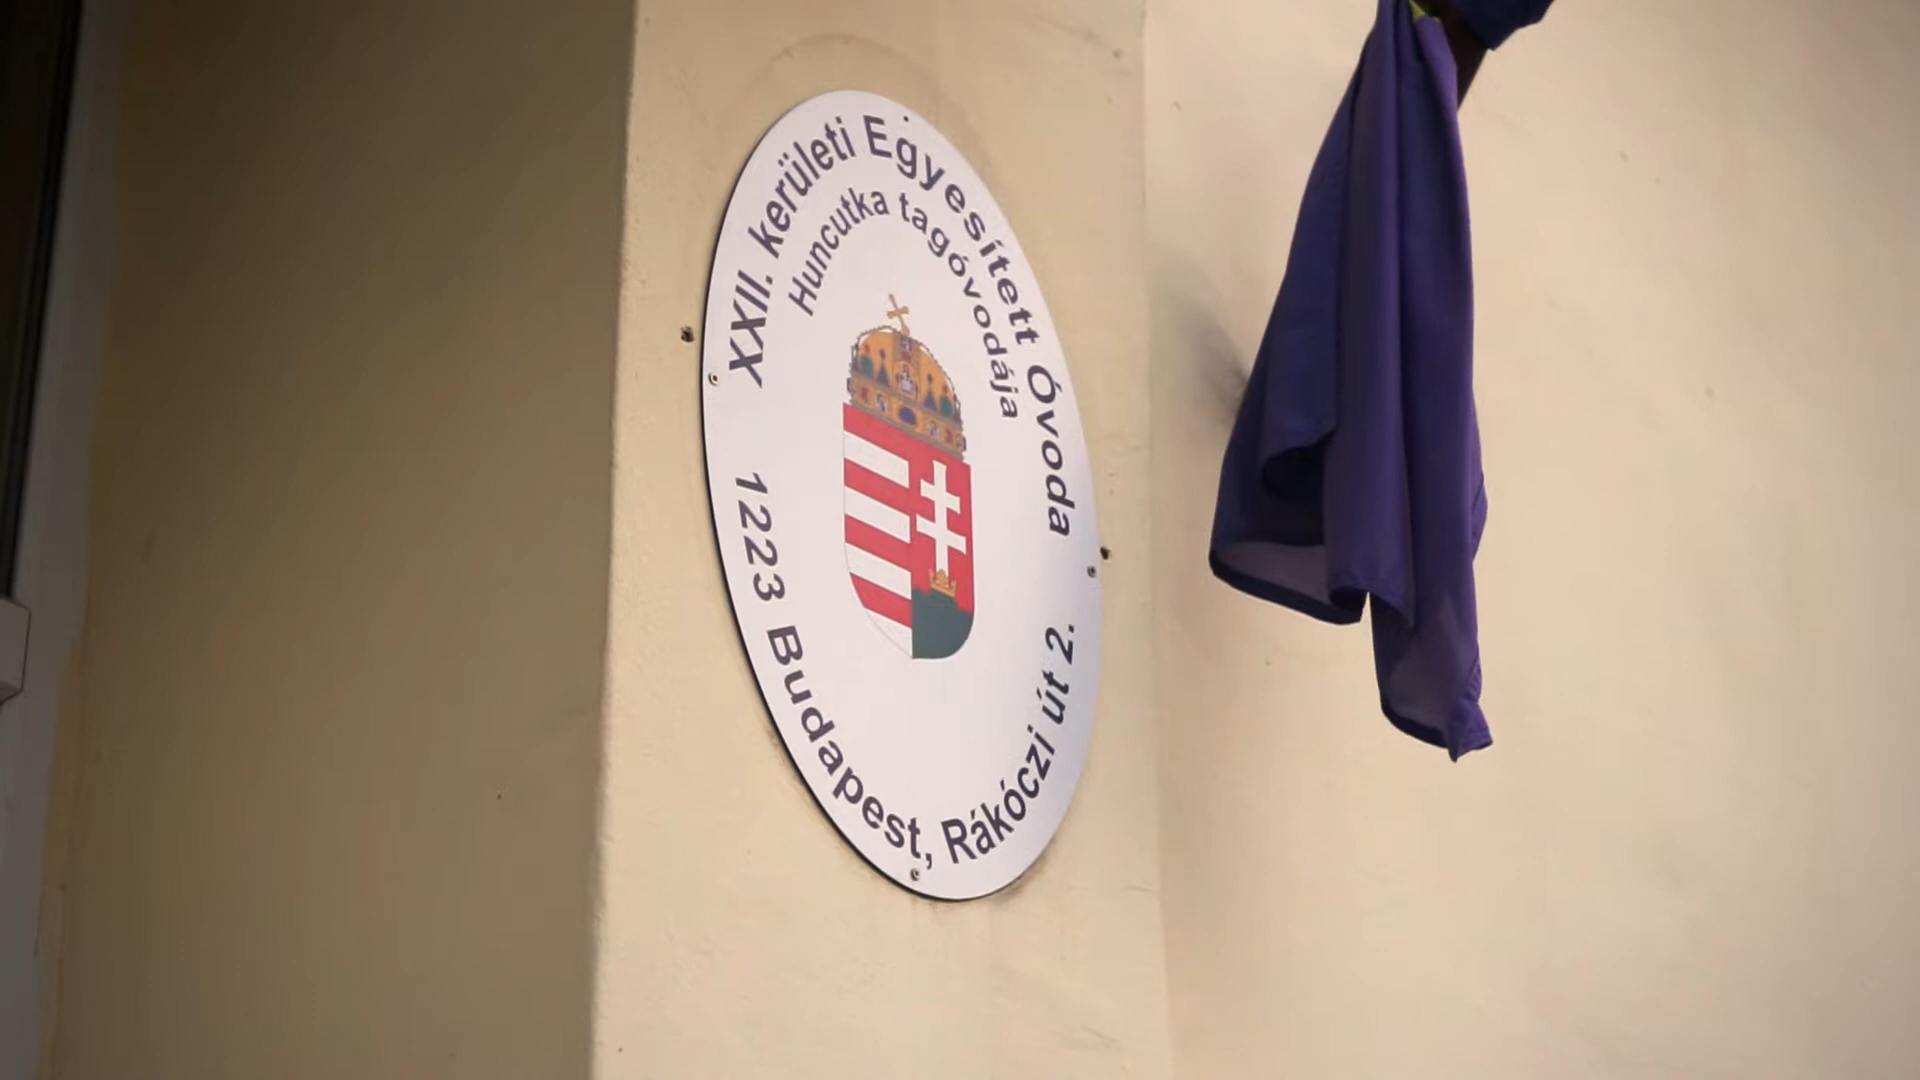 XXII. kerületi Egyesített Óvoda
Huncutka tagóvodája
1223 Budapest, Rákóczi út 2.